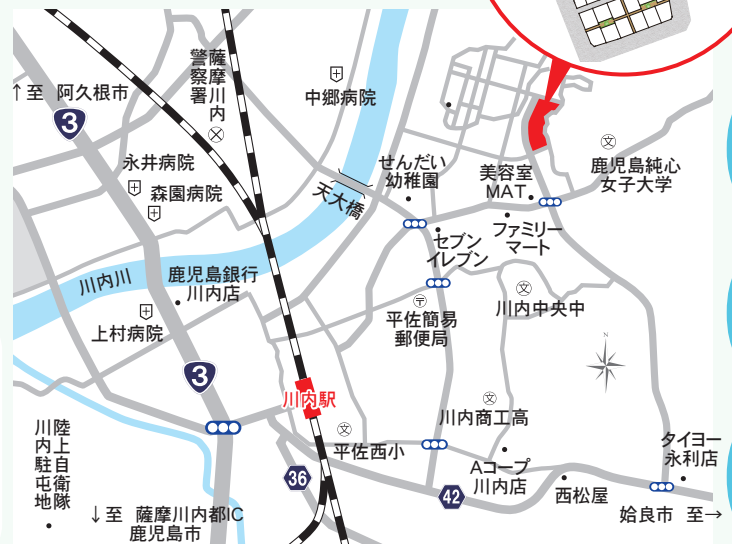 ↑至 阿久根市
3
薩摩川内
警察署
中郷病院
永井病院
森園病院
天大橋
せんだい
幼稚園
美容室
MAT
鹿児島純心
女子大学
セブン
イレブン
ファミリー
マート
川内川
鹿児島銀行
川内店
上村病院
平佐簡易
郵便局
川内中央中
N
3
川内駅
平佐西小
川内商工高
Aコープ
川内店
西松屋
タイヨー
永利店
陸上自衛隊
川内駐屯地
36
42
↓至 薩摩川内都IC
鹿児島市
姶良市 至→